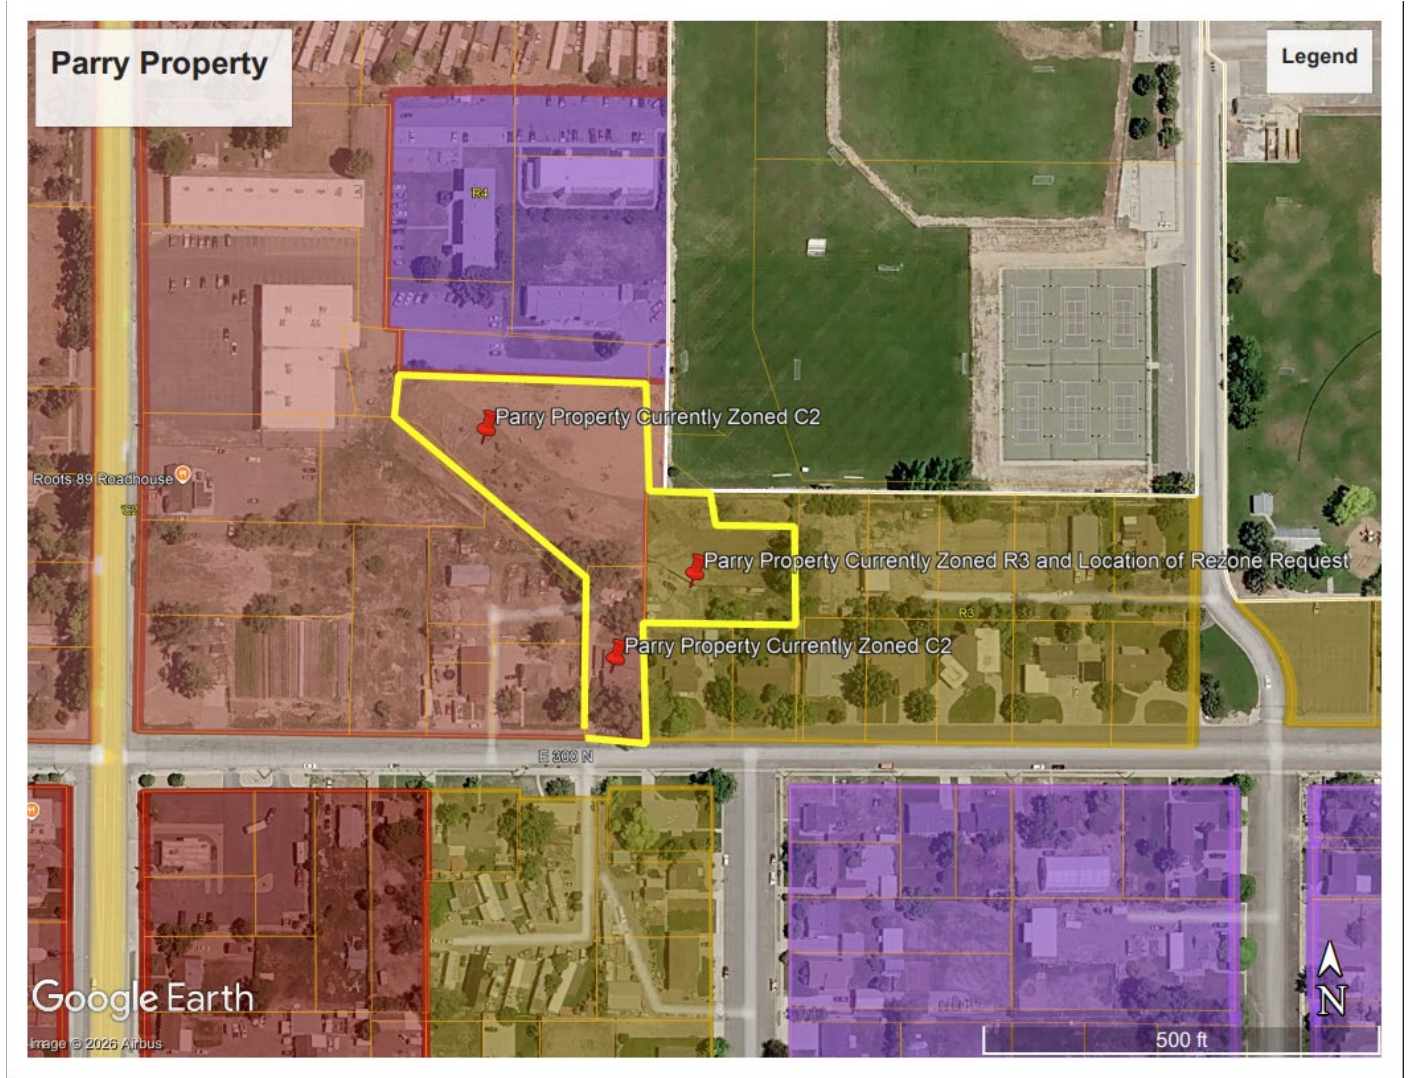 Parry Property
Legend
R4
Parry Property Currently Zoned C2
Roots 89 Roadhouse
C2
Parry Property Currently Zoned R3 and Location of Rezone Request
R3
Parry Property Currently Zoned C2
E 300 N
N
Google Earth
Image © 2026 Airbus
500 ft